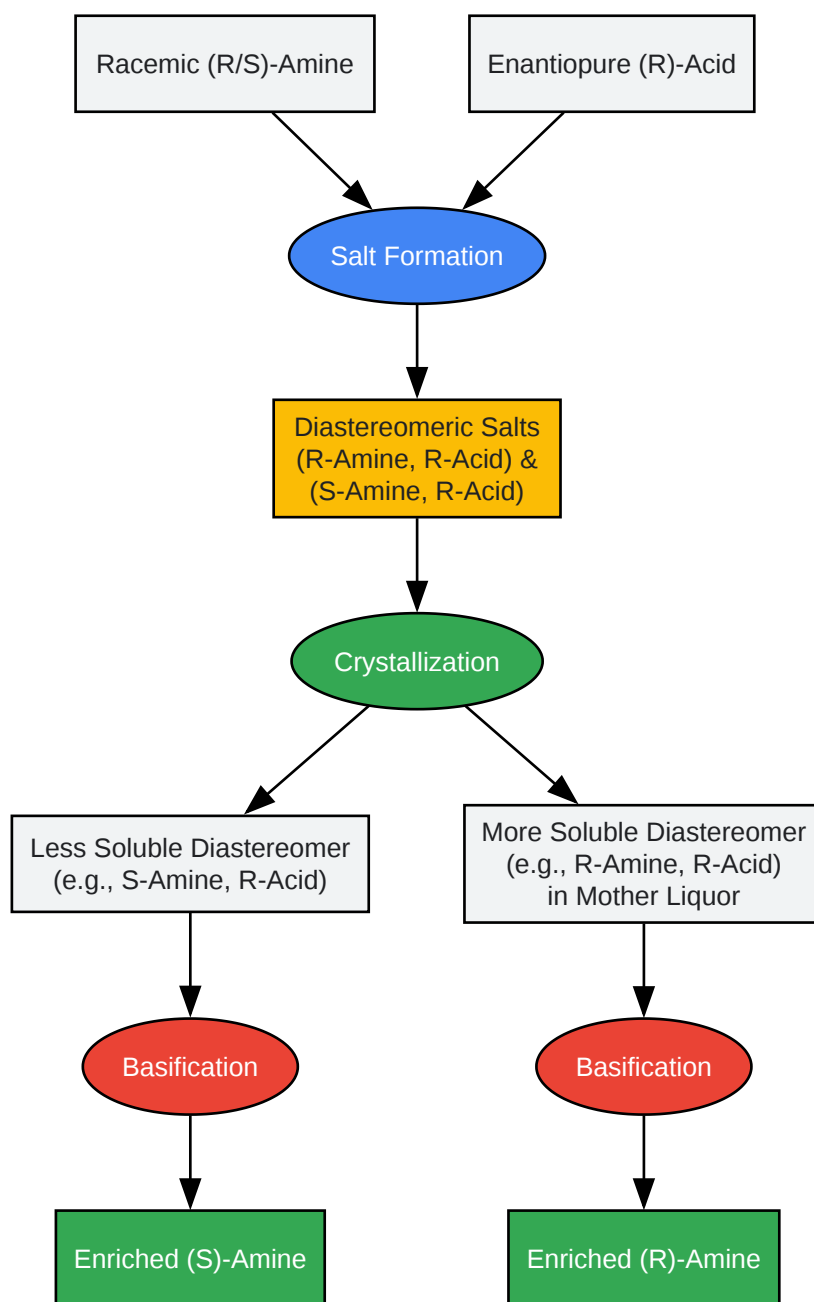 Racemic (R/S)-Amine
Enantiopure (R)-Acid
Salt Formation
Diastereomeric Salts
(R-Amine, R-Acid) &
(S-Amine, R-Acid)
Crystallization
Less Soluble Diastereomer
(e.g., S-Amine, R-Acid)
More Soluble Diastereomer
(e.g., R-Amine, R-Acid)
in Mother Liquor
Basification
Basification
Enriched (S)-Amine
Enriched (R)-Amine